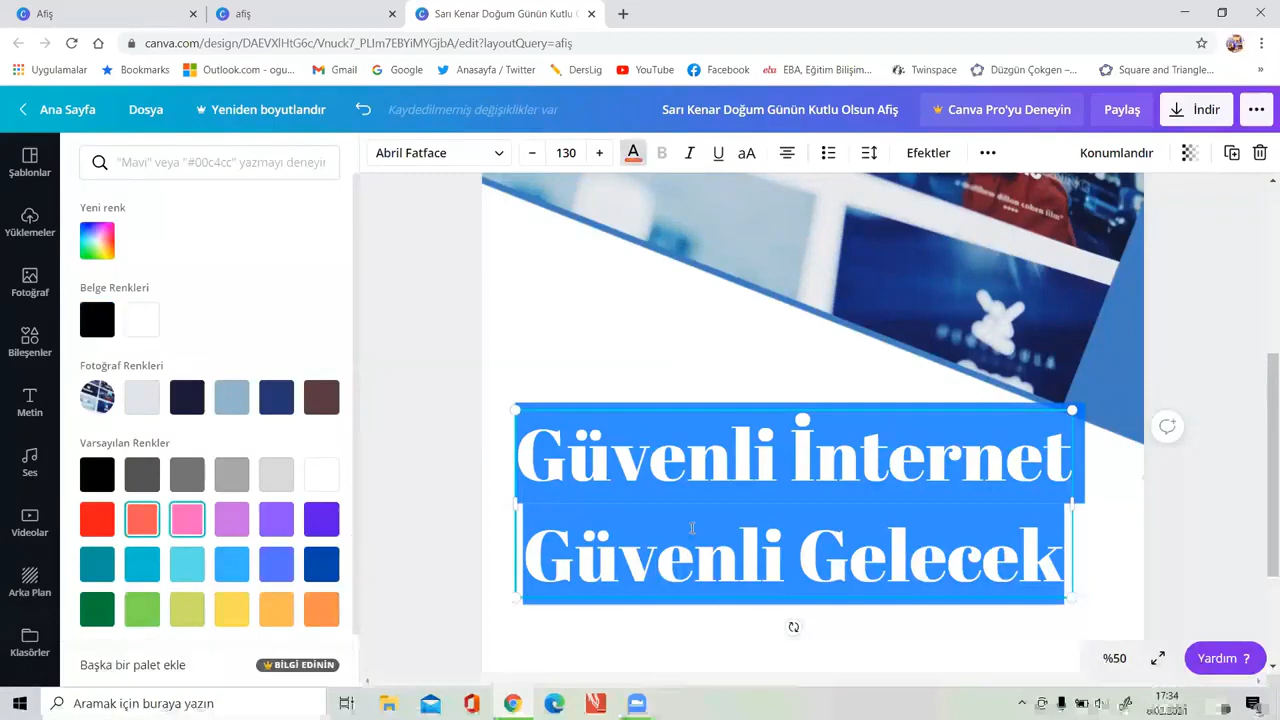 Afiş
afiş
Sarı Kenar Doğum Günün Kutlu O
canva.com/design/DAEVXlHtG6c/Vnuck7_PLIm7EBYiMYGjbA/edit?layoutQuery=afiş
Uygulamalar Bookmarks Outlook.com - ogu... Gmail Google Anasayfa / Twitter DersLig YouTube Facebook EBA, Eğitim Bilişim... Twinspace Düzgün Çokgen –... Square and Triangle... »
Ana Sayfa Dosya Yeniden boyutlandır Kaydedilmemiş değişiklikler var Sarı Kenar Doğum Günün Kutlu Olsun Afiş Canva Pro'yu Deneyin Paylaş İndir
Şablonlar
Yüklemeler
Fotoğraf
Bileşenler
Metin
Ses
Videolar
Arka Plan
Klasörler
"Mavi" veya "#00c4cc" yazmayı deneyin
Yeni renk
Belge Renkleri
Fotoğraf Renkleri
Varsayılan Renkler
Başka bir palet ekle BİLGİ EDİNİN
Abril Fatface 130 A B I U aA Efektler Konumlandır
matthew dillon cohen film
Güvenli İnternet
Güvenli Gelecek
%50 Yardım ?
Aramak için buraya yazın
17:34